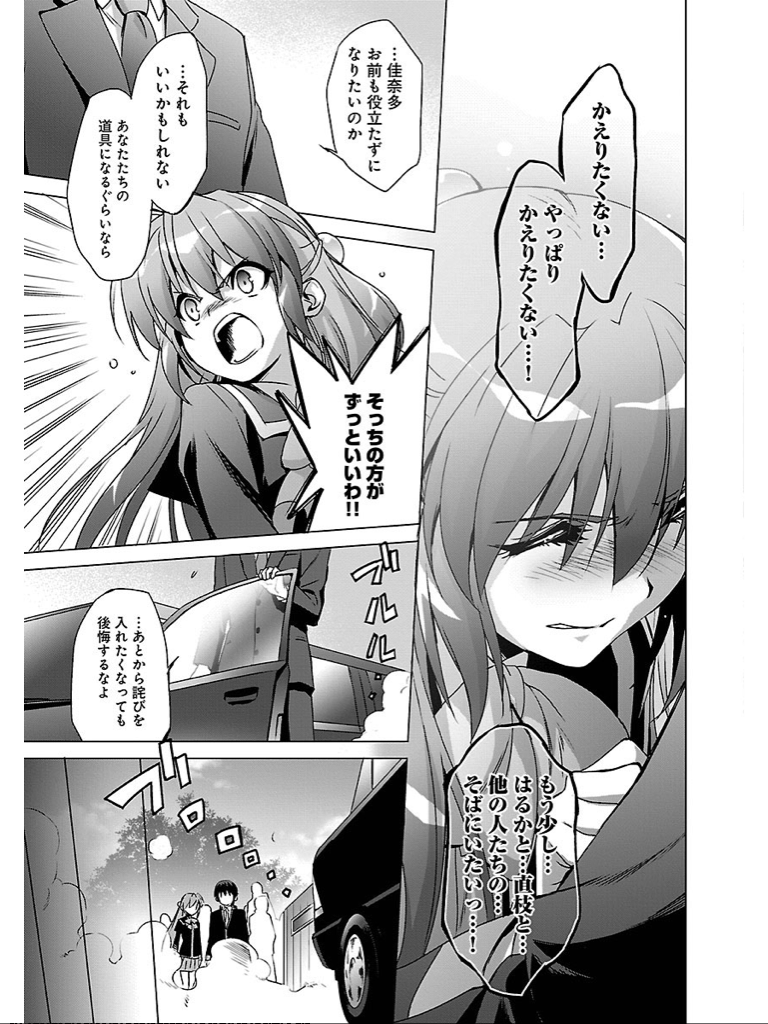 かえりたくない…
やっぱり
かえりたくない…！
もう少し…
はるかと…直枝と…
他の人たちの…
そばにいたいっ…！
…佳奈多
お前も役立たずに
なりたいのか
…それも
いいかもしれない
あなたたちの
道具になるぐらいなら
そっちの方が
ずっといいわ!!
ブルルル
…あとから詫びを
入れたくなっても
後悔するなよ
ブロロロロ